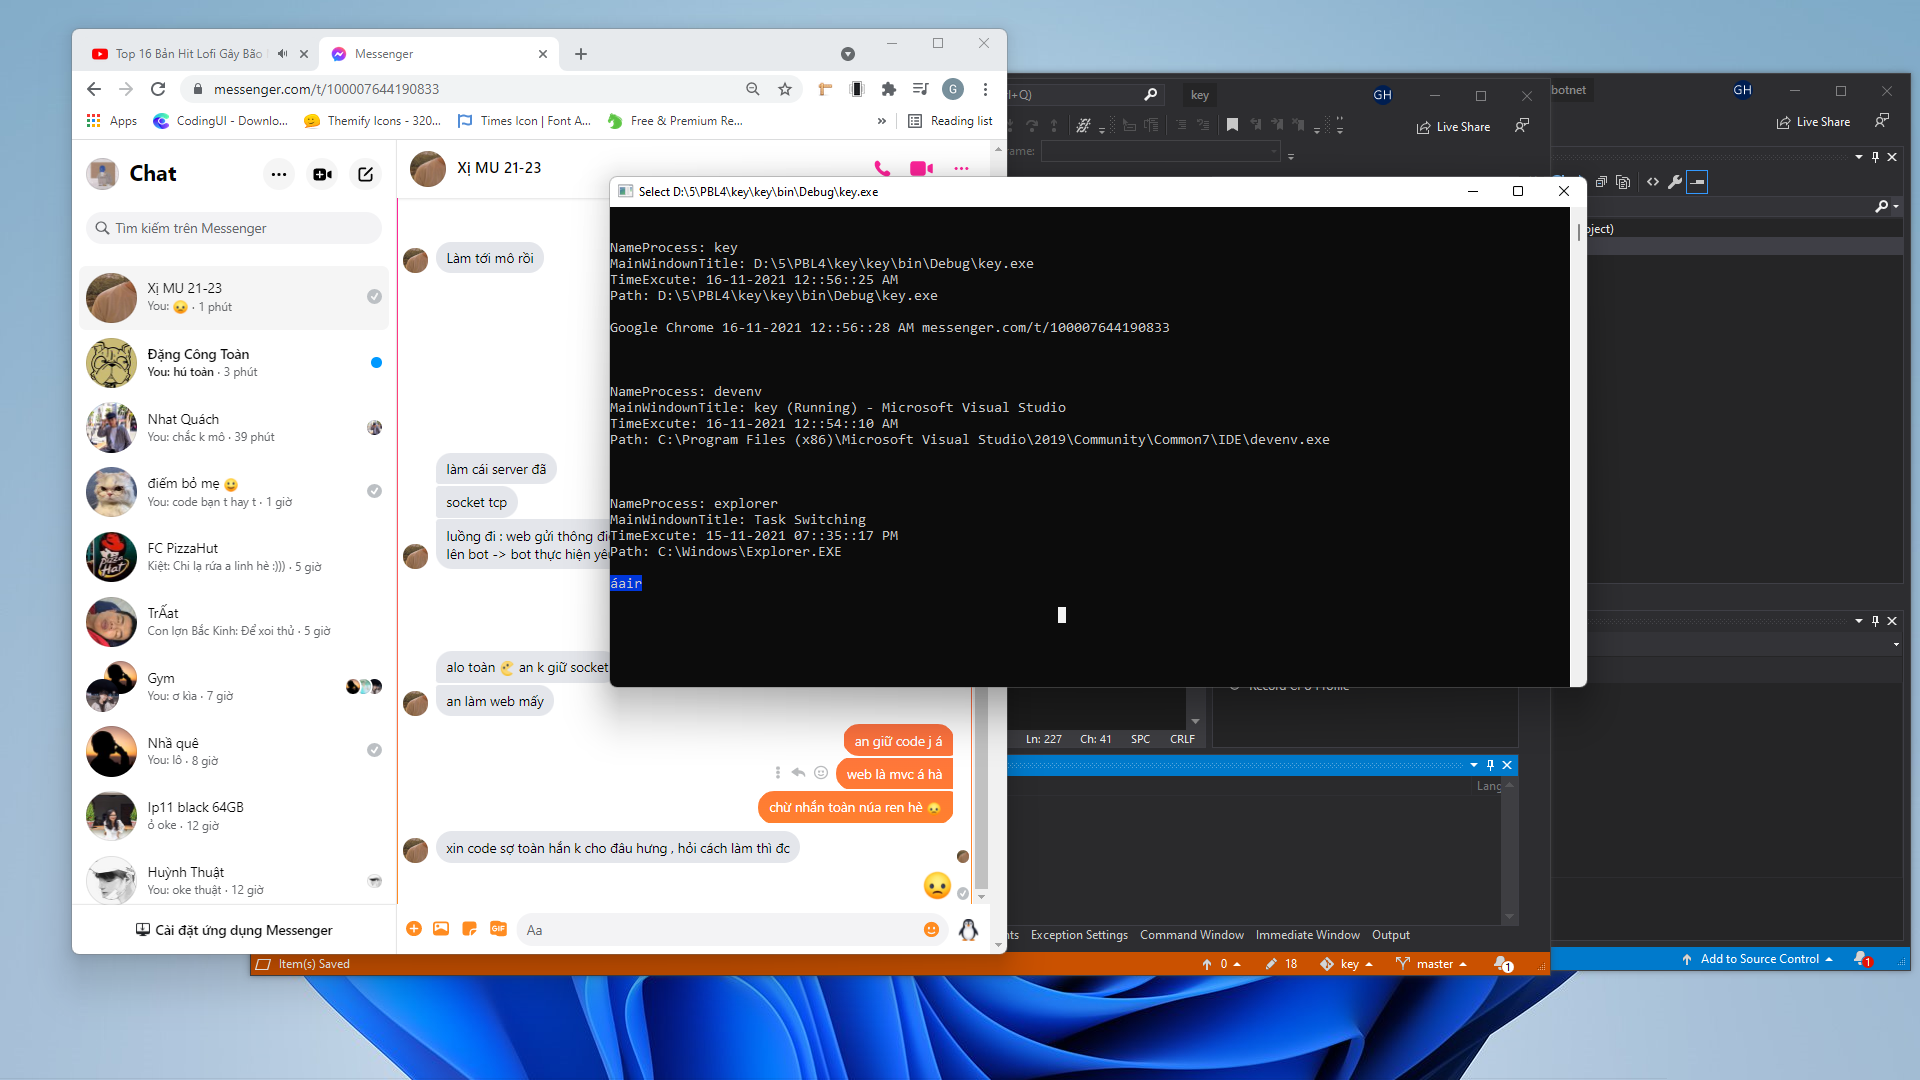 Top 16 Bản Hit Lofi Gây Bão
Messenger
messenger.com/t/100007644190833
G
Apps
CodingUI - Downlo...
Themify Icons - 320...
Times Icon | Font A...
Free & Premium Re...
Reading list
Chat
Tìm kiếm trên Messenger
Xị MU 21-23
You: 😞 · 1 phút
Đặng Công Toàn
You: hú toàn · 3 phút
Nhat Quách
You: chắc k mô · 39 phút
điếm bỏ mẹ 😀
You: code bạn t hay t · 1 giờ
FC PizzaHut
Kiệt: Chi lạ rứa a linh hè :))) · 5 giờ
TrẤat
Con lợn Bắc Kinh: Để xoi thủ · 5 giờ
Gym
You: ơ kìa · 7 giờ
Nhà quê
You: lô · 8 giờ
Ip11 black 64GB
ỏ oke · 12 giờ
Huỳnh Thuật
You: oke thuật · 12 giờ
Cài đặt ứng dụng Messenger
Xị MU 21-23
Làm tới mô rồi
làm cái server đã
socket tcp
luồng đi : web gửi thông đi
lên bot -> bot thực hiện yê
alo toàn an k giữ socket
an làm web mấy
an giữ code j á
web là mvc á hà
chừ nhắn toàn núa ren hè 😞
xin code sợ toàn hắn k cho đâu hưng , hỏi cách làm thì đc
GIF
Aa
Select D:\5\PBL4\key\key\bin\Debug\key.exe
NameProcess: key
MainWindowTitle: D:\5\PBL4\key\key\bin\Debug\key.exe
TimeExcute: 16-11-2021 12::56::25 AM
Path: D:\5\PBL4\key\key\bin\Debug\key.exe
Google Chrome 16-11-2021 12::56::28 AM messenger.com/t/100007644190833
NameProcess: devenv
MainWindowTitle: key (Running) - Microsoft Visual Studio
TimeExcute: 16-11-2021 12::54::10 AM
Path: C:\Program Files (x86)\Microsoft Visual Studio\2019\Community\Common7\IDE\devenv.exe
NameProcess: explorer
MainWindowTitle: Task Switching
TimeExcute: 15-11-2021 07::35::17 PM
Path: C:\Windows\Explorer.EXE
áair
+Q)
key
GH
Live Share
ame:
botnet
GH
Live Share
ject)
Ln: 227
Ch: 41
SPC
CRLF
Lang
nts
Exception Settings
Command Window
Immediate Window
Output
Item(s) Saved
0
18
key
master
1
Add to Source Control
1